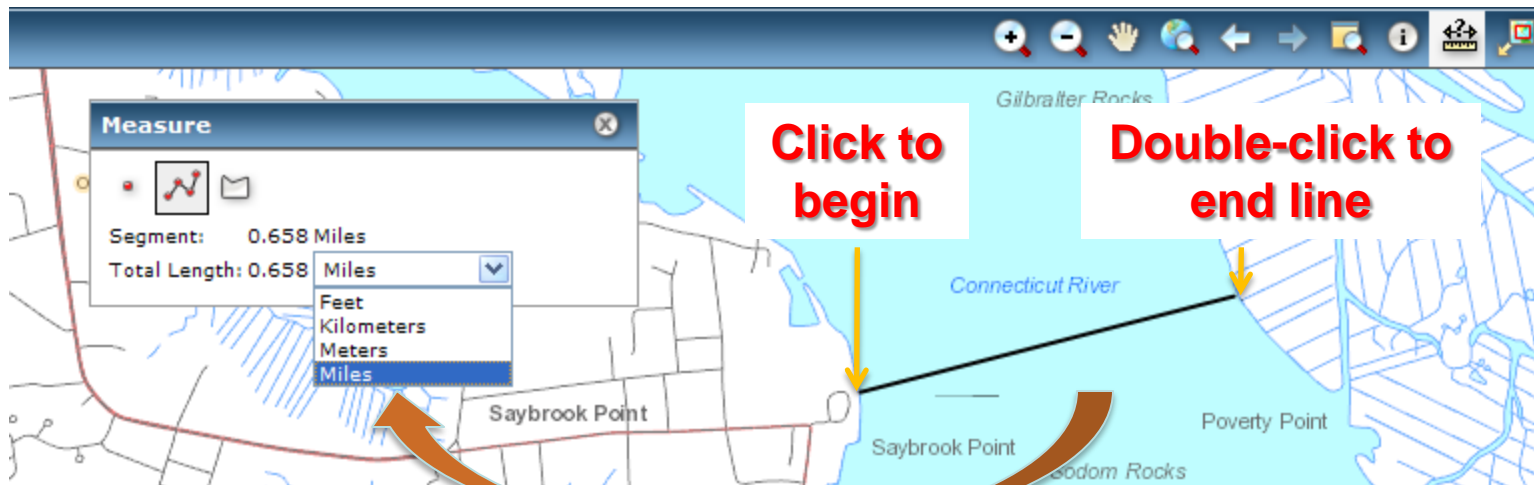 Gilbralter Rocks
Measure
Click to
begin
Double-click to
end line
Segment: 0.658 Miles
Total Length: 0.658 Miles
Feet
Kilometers
Meters
Miles
Connecticut River
Saybrook Point
Saybrook Point
Poverty Point
Sodom Rocks